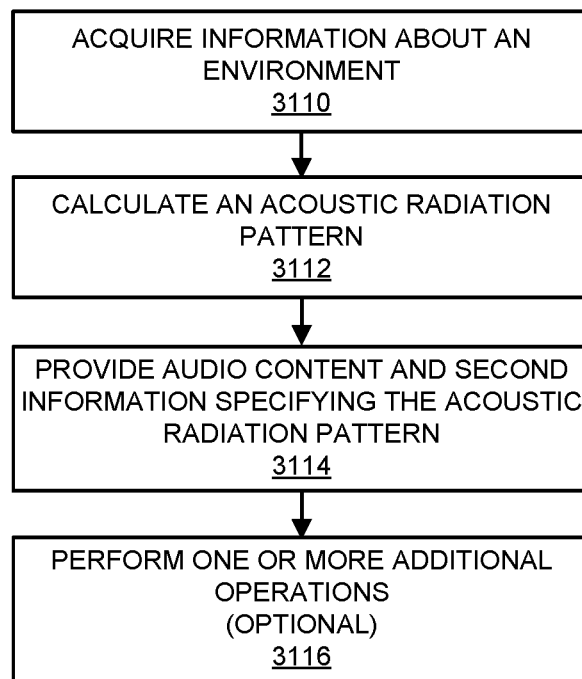 ACQUIRE INFORMATION ABOUT AN
ENVIRONMENT
3110
CALCULATE AN ACOUSTIC RADIATION
PATTERN
3112
PROVIDE AUDIO CONTENT AND SECOND
INFORMATION SPECIFYING THE ACOUSTIC
RADIATION PATTERN
3114
PERFORM ONE OR MORE ADDITIONAL
OPERATIONS
(OPTIONAL)
3116